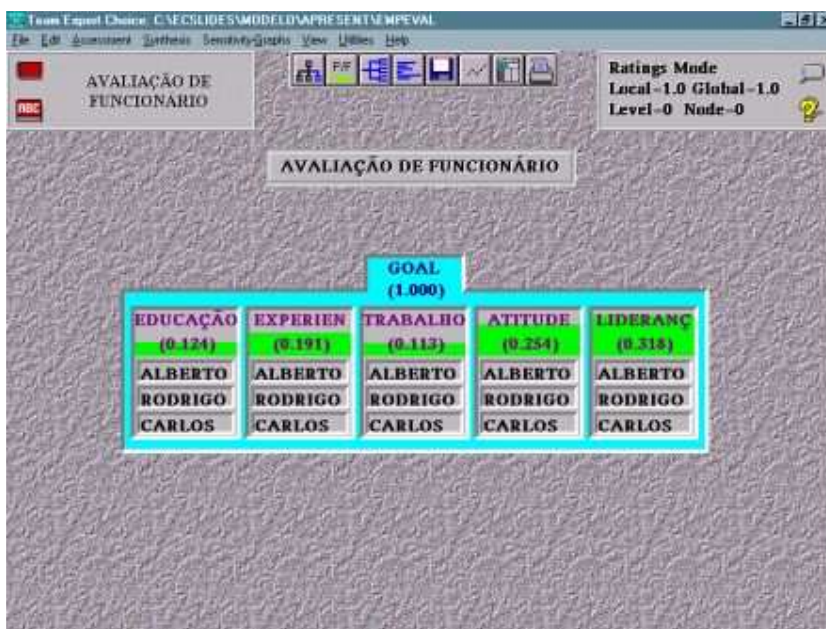 Team Expert Choice: C:\ECSLIDES\MODELD\APRESENT\EMPEVAL
File Edit Assessment Synthesis Sensitivity-Graphs View Utilities Help
AVALIAÇÃO DE
FUNCIONÁRIO
ABC
Ratings Mode
Local=1.0 Global=1.0
Level=0 Node=0
AVALIAÇÃO DE FUNCIONÁRIO
GOAL
(1.000)
EDUCAÇÃO EXPERIEN TRABALHO ATITUDE LIDERANÇ
(0.124) (0.191) (0.113) (0.254) (0.318)
ALBERTO ALBERTO ALBERTO ALBERTO ALBERTO
RODRIGO RODRIGO RODRIGO RODRIGO RODRIGO
CARLOS CARLOS CARLOS CARLOS CARLOS